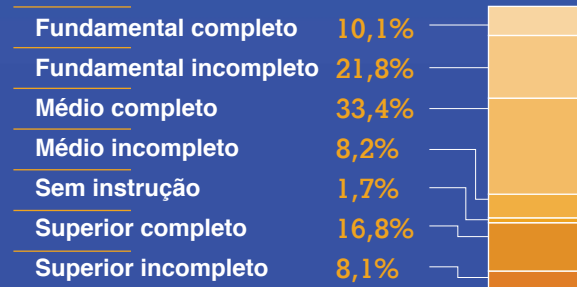 Fundamental completo 10,1%
Fundamental incompleto 21,8%
Médio completo 33,4%
Médio incompleto 8,2%
Sem instrução 1,7%
Superior completo 16,8%
Superior incompleto 8,1%